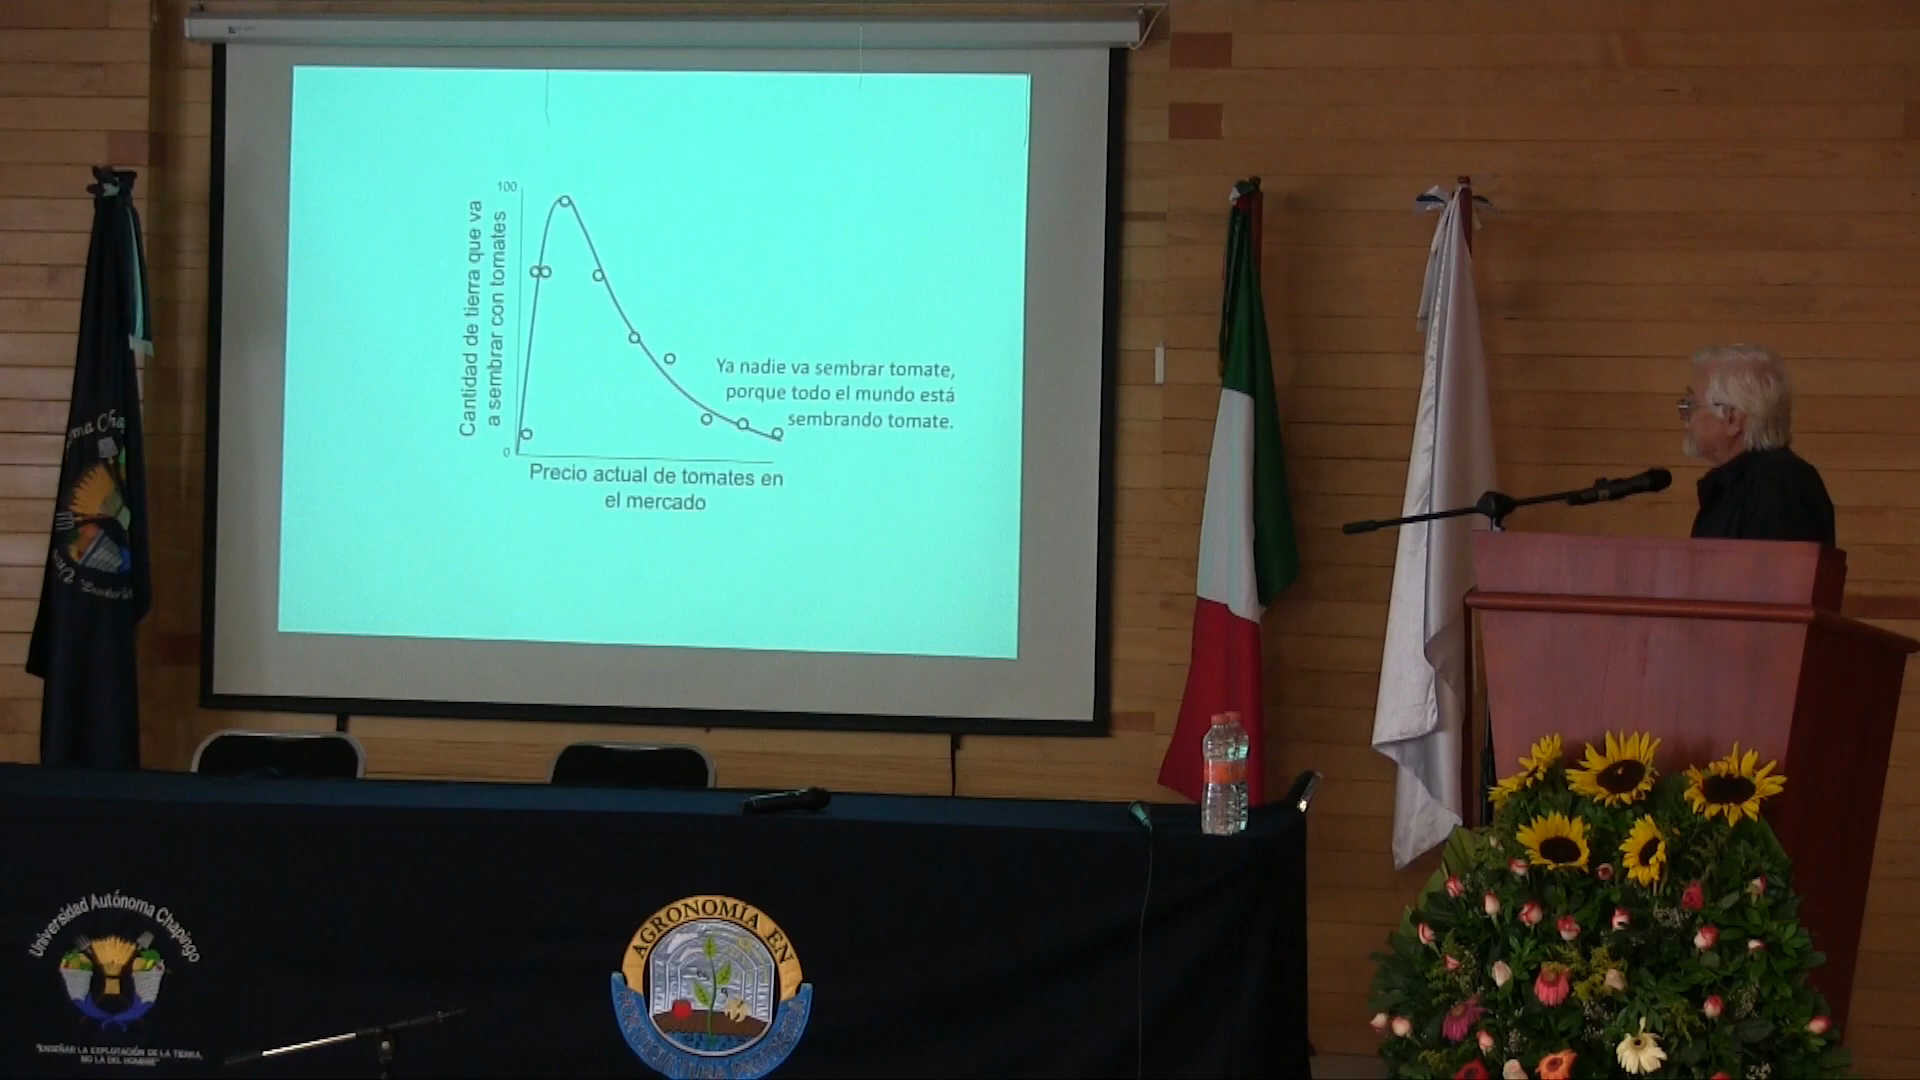 100
Cantidad de tierra que va
a sembrar con tomates
0
Ya nadie va sembrar tomate,
porque todo el mundo está
sembrando tomate.
Precio actual de tomates en
el mercado
Universidad Autónoma Chapingo
"ENSEÑAR LA EXPLOTACIÓN DE LA TIERRA,
NO LA DEL HOMBRE"
AGRONOMÍA EN